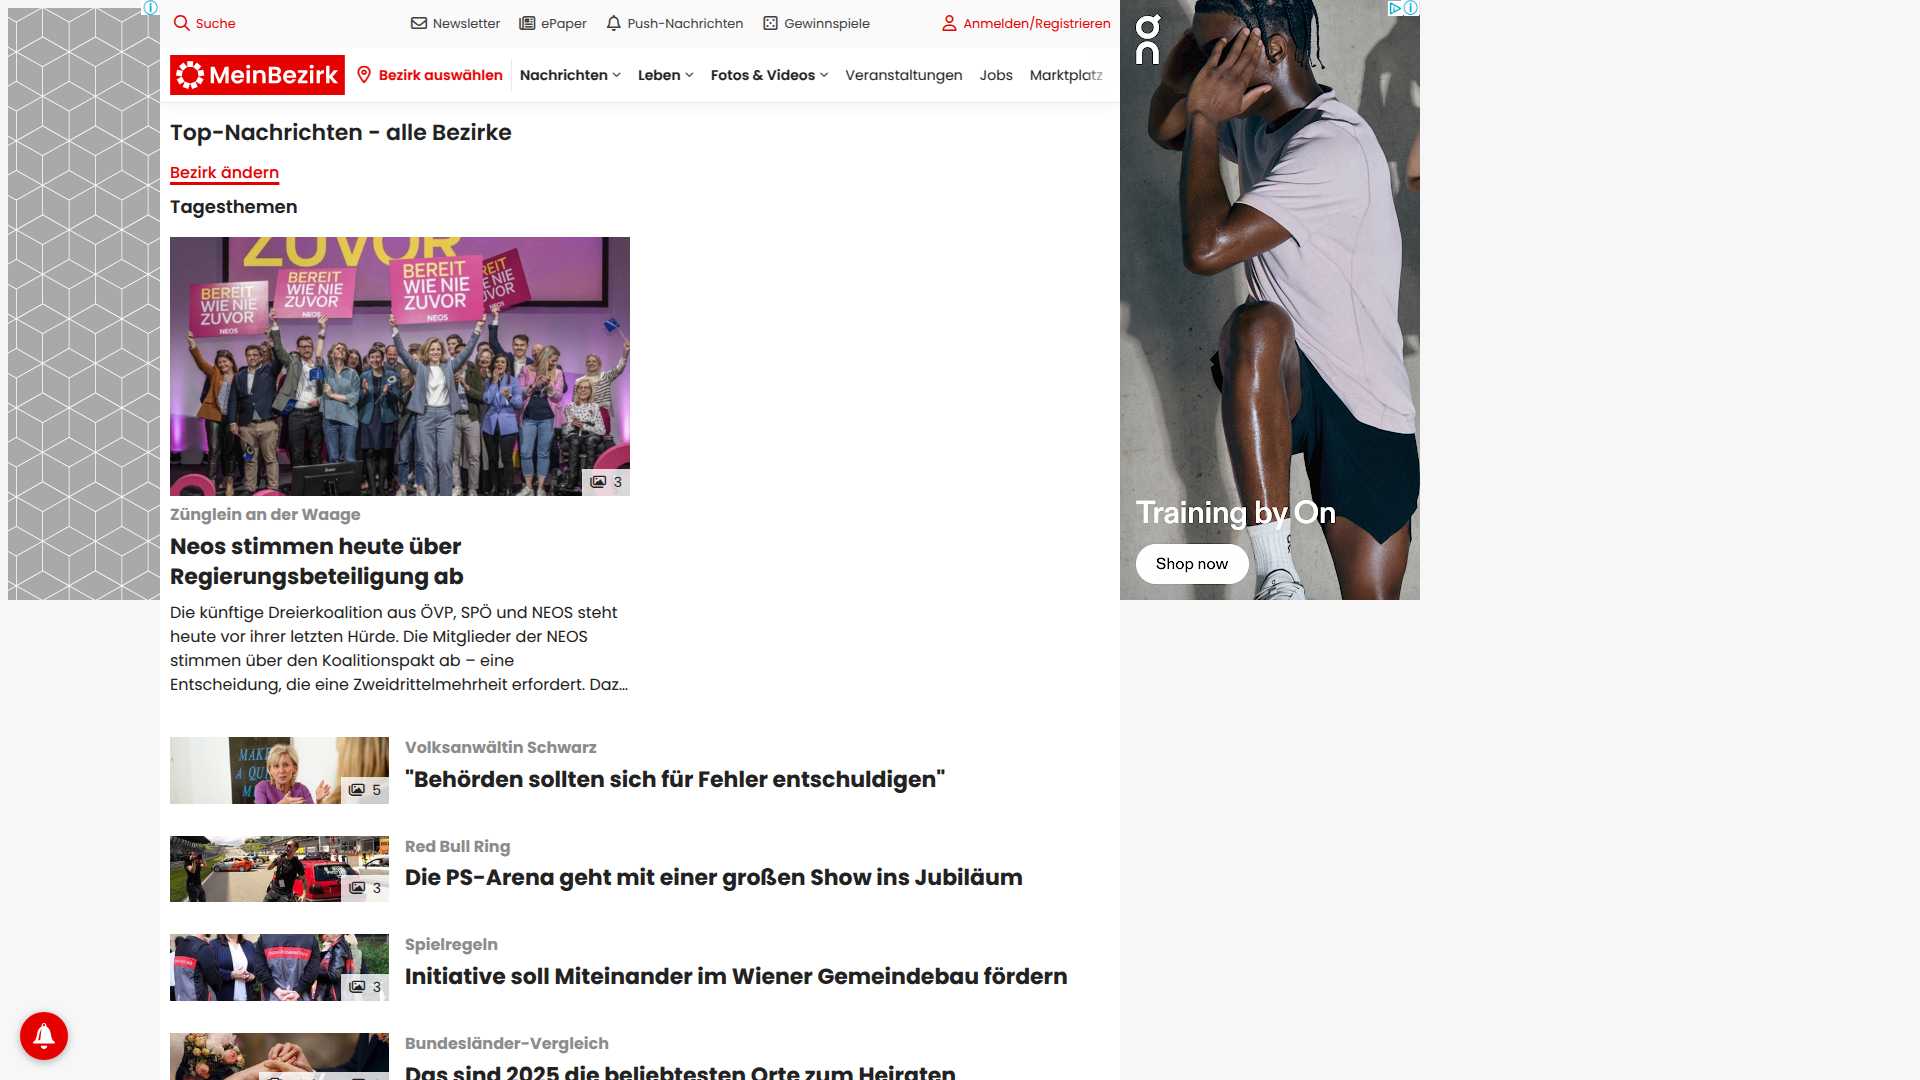 Suche
Newsletter
ePaper
Push-Nachrichten
Gewinnspiele
Anmelden/Registrieren
MeinBezirk
Bezirk auswählen
Nachrichten
Leben
Fotos & Videos
Veranstaltungen
Jobs
Marktplatz
Top-Nachrichten - alle Bezirke
Bezirk ändern
Tagesthemen
ZUVOR
BEREIT
WIE NIE
ZUVOR
NEOS
BEREIT
WIE NIE
ZUVOR
NEOS
BEREIT
WIE NIE
ZUVOR
NEOS
3
Zünglein an der Waage
Neos stimmen heute über
Regierungsbeteiligung ab
Die künftige Dreierkoalition aus ÖVP, SPÖ und NEOS steht
heute vor ihrer letzten Hürde. Die Mitglieder der NEOS
stimmen über den Koalitionspakt ab – eine
Entscheidung, die eine Zweidrittelmehrheit erfordert. Daz...
5
Volksanwältin Schwarz
"Behörden sollten sich für Fehler entschuldigen"
3
Red Bull Ring
Die PS-Arena geht mit einer großen Show ins Jubiläum
3
Spielregeln
Initiative soll Miteinander im Wiener Gemeindebau fördern
Bundesländer-Vergleich
Das sind 2025 die beliebtesten Orte zum Heiraten
Training by On
Shop now